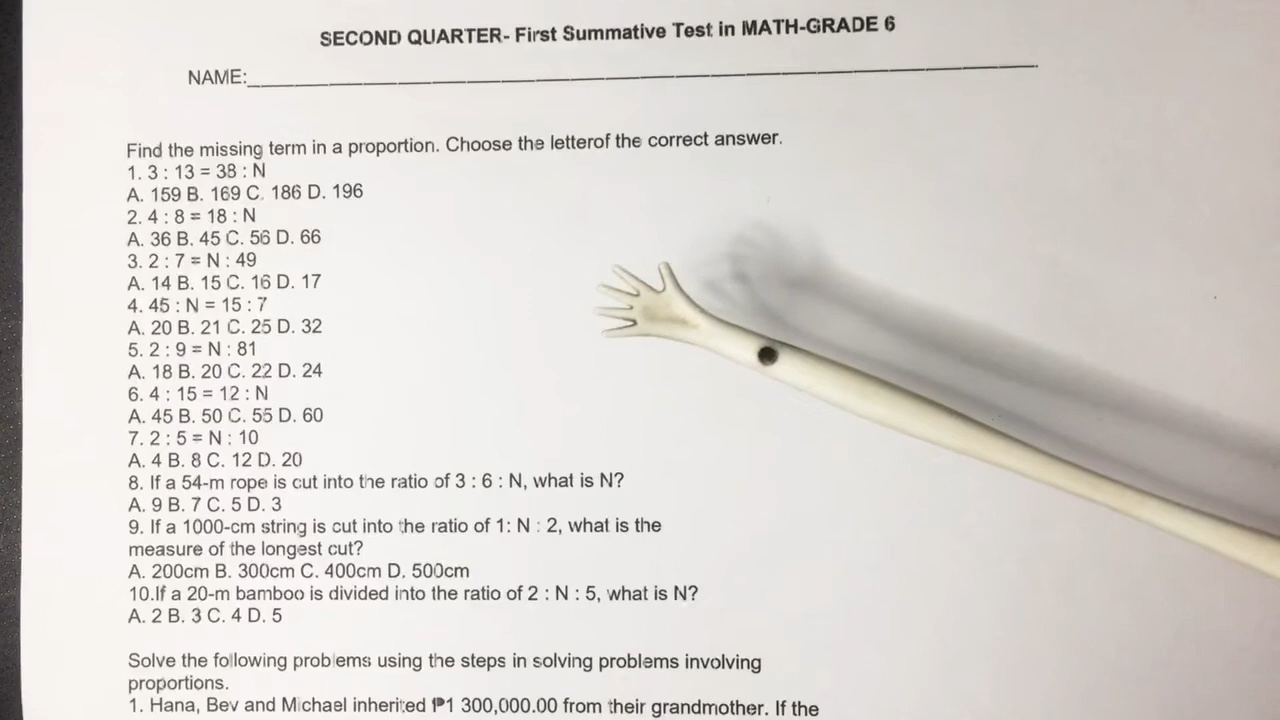 SECOND QUARTER- First Summative Test in MATH-GRADE 6
NAME:
Find the missing term in a proportion. Choose the letterof the correct answer.
1. 3 : 13 = 38 : N
A. 159 B. 169 C. 186 D. 196
2. 4 : 8 = 18 : N
A. 36 B. 45 C. 56 D. 66
3. 2 : 7 = N : 49
A. 14 B. 15 C. 16 D. 17
4. 45 : N = 15 : 7
A. 20 B. 21 C. 25 D. 32
5. 2 : 9 = N : 81
A. 18 B. 20 C. 22 D. 24
6. 4 : 15 = 12 : N
A. 45 B. 50 C. 55 D. 60
7. 2 : 5 = N : 10
A. 4 B. 8 C. 12 D. 20
8. If a 54-m rope is cut into the ratio of 3 : 6 : N, what is N?
A. 9 B. 7 C. 5 D. 3
9. If a 1000-cm string is cut into the ratio of 1: N : 2, what is the
measure of the longest cut?
A. 200cm B. 300cm C. 400cm D. 500cm
10.If a 20-m bamboo is divided into the ratio of 2 : N : 5, what is N?
A. 2 B. 3 C. 4 D. 5
Solve the following problems using the steps in solving problems involving
proportions.
1. Hana, Bev and Michael inherited ₱1 300,000.00 from their grandmother. If the